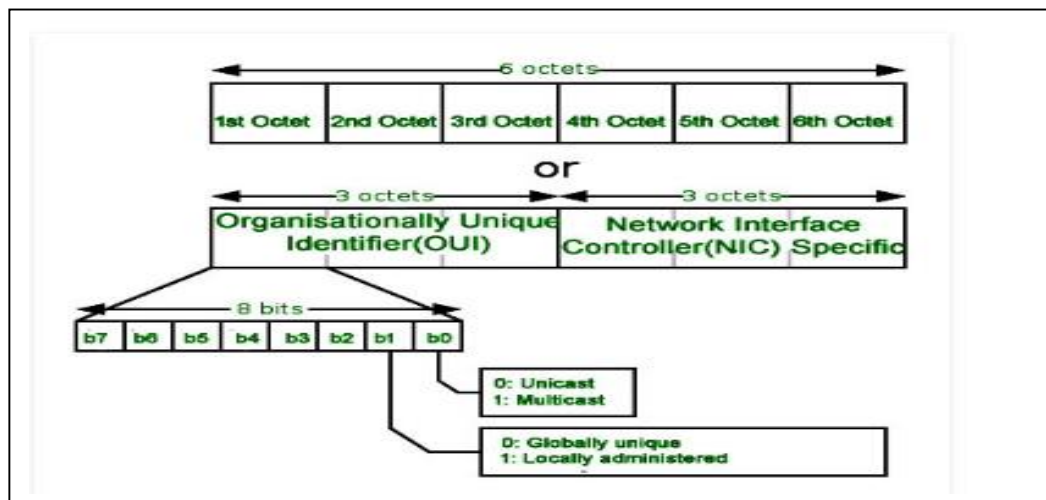 6 octets
1st Octet 2nd Octet 3rd Octet 4th Octet 5th Octet 6th Octet
or
3 octets 3 octets
Organisationally Unique
Identifier(OUI)
Network Interface
Controller(NIC) Specific
8 bits
b7 b6 b5 b4 b3 b2 b1 b0
0: Unicast
1: Multicast
0: Globally unique
1: Locally administered